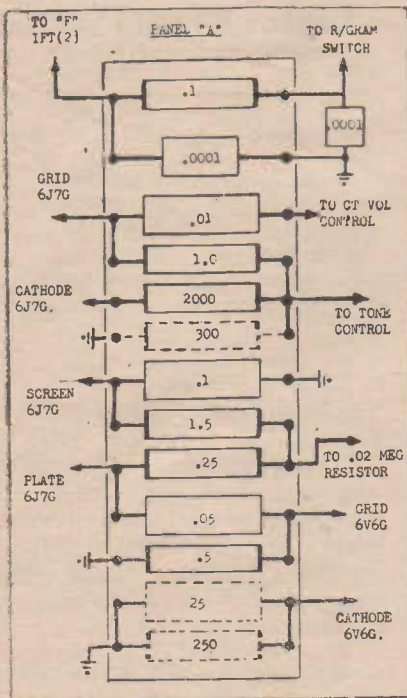 TO "F"
IFT(2)
PANEL "A"
TO R/GRAM
SWITCH
.1
.0001
.0001
GRID
6J7G
.01
TO CT VOL
CONTROL
1.0
CATHODE
6J7G.
2000
TO TONE
CONTROL
300
SCREEN
6J7G
.1
1.5
TO .02 MEG
RESISTOR
PLATE
6J7G
.25
.05
GRID
6V6G
.5
25
CATHODE
6V6G.
250